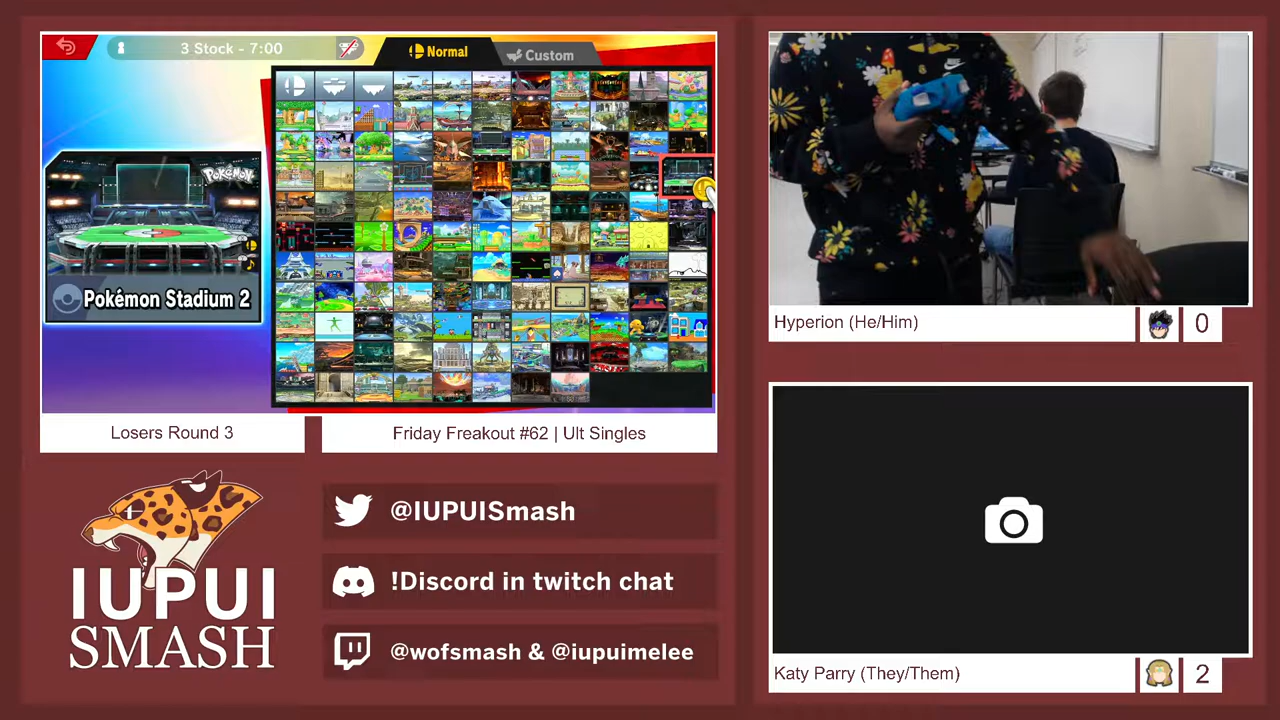 3 Stock - 7:00
Normal
Custom
POKéMON
Pokémon Stadium 2
Losers Round 3
Friday Freakout #62 | Ult Singles
IUPUI
SMASH
@IUPUISmash
!Discord in twitch chat
@wofsmash & @iupuimelee
Hyperion (He/Him)
0
Katy Parry (They/Them)
2